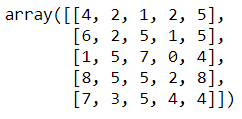 array([[4, 2, 1, 2, 5],
[6, 2, 5, 1, 5],
[1, 5, 7, 0, 4],
[8, 5, 5, 2, 8],
[7, 3, 5, 4, 4]])